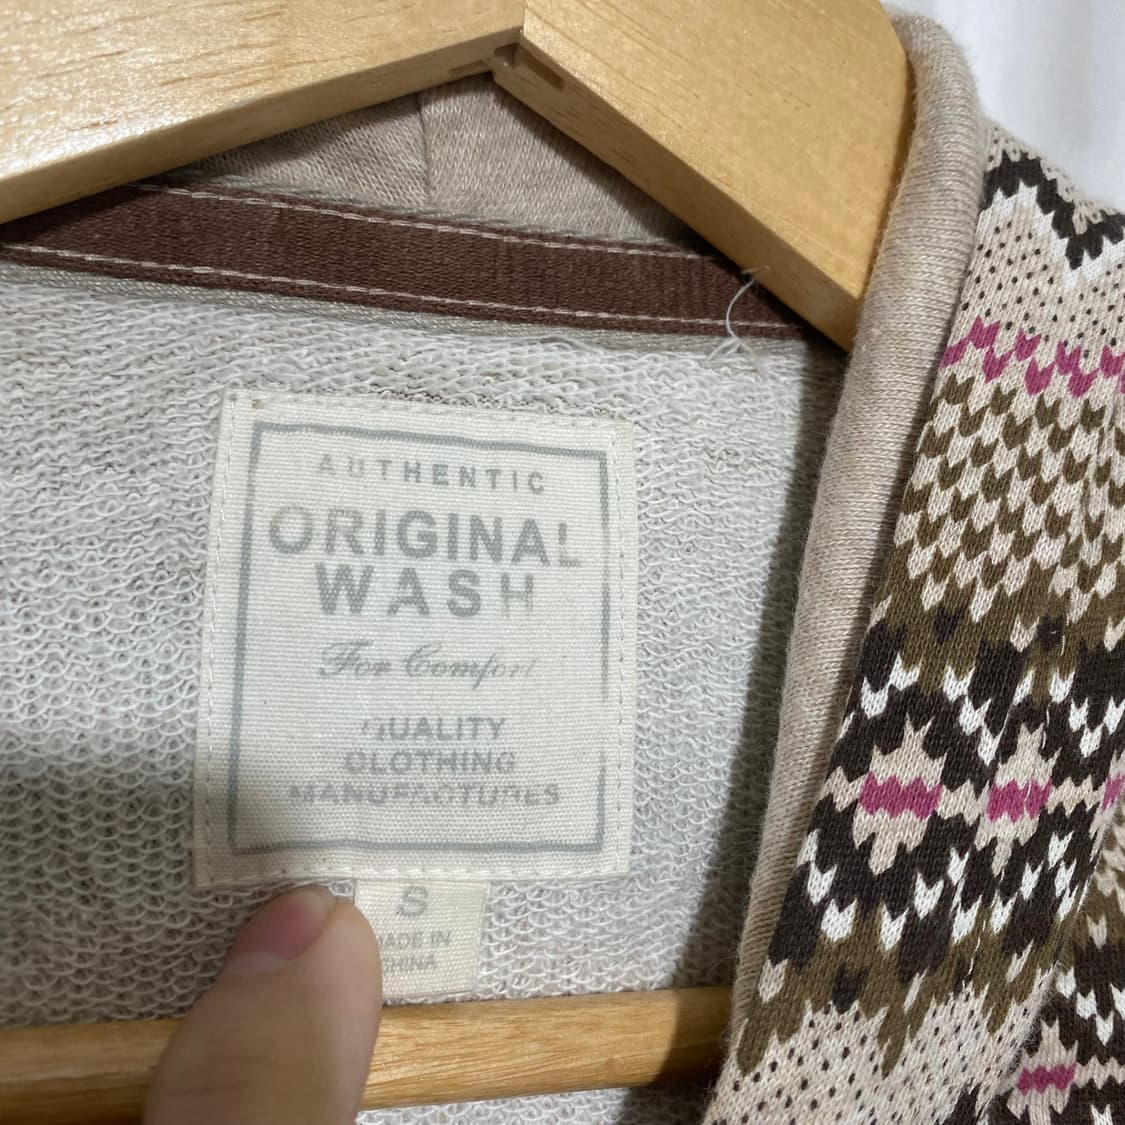 AUTHENTIC
ORIGINAL
WASH
For Comfort
QUALITY
CLOTHING
MANUFACTURES
S
MADE IN
CHINA